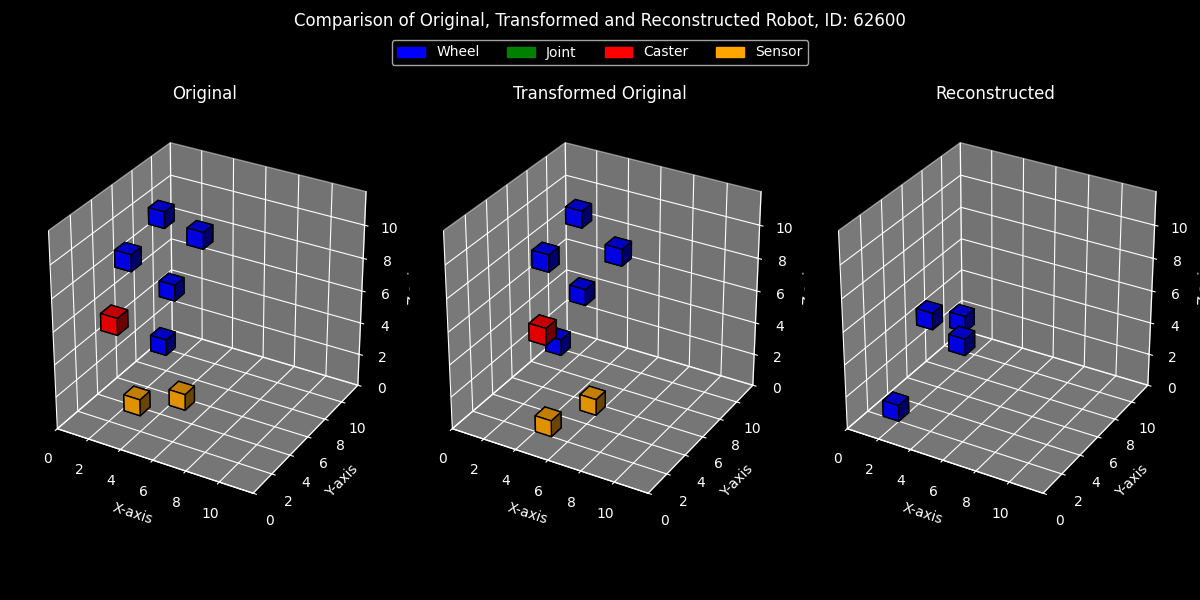 Comparison of Original, Transformed and Reconstructed Robot, ID: 62600
Wheel Joint Caster Sensor
Original
Transformed Original
Reconstructed
0 2 4 6 8 10
X-axis
0 2 4 6 8 10
Y-axis
0 2 4 6 8 10
0 2 4 6 8 10
X-axis
0 2 4 6 8 10
Y-axis
0 2 4 6 8 10
0 2 4 6 8 10
X-axis
0 2 4 6 8 10
Y-axis
0 2 4 6 8 10